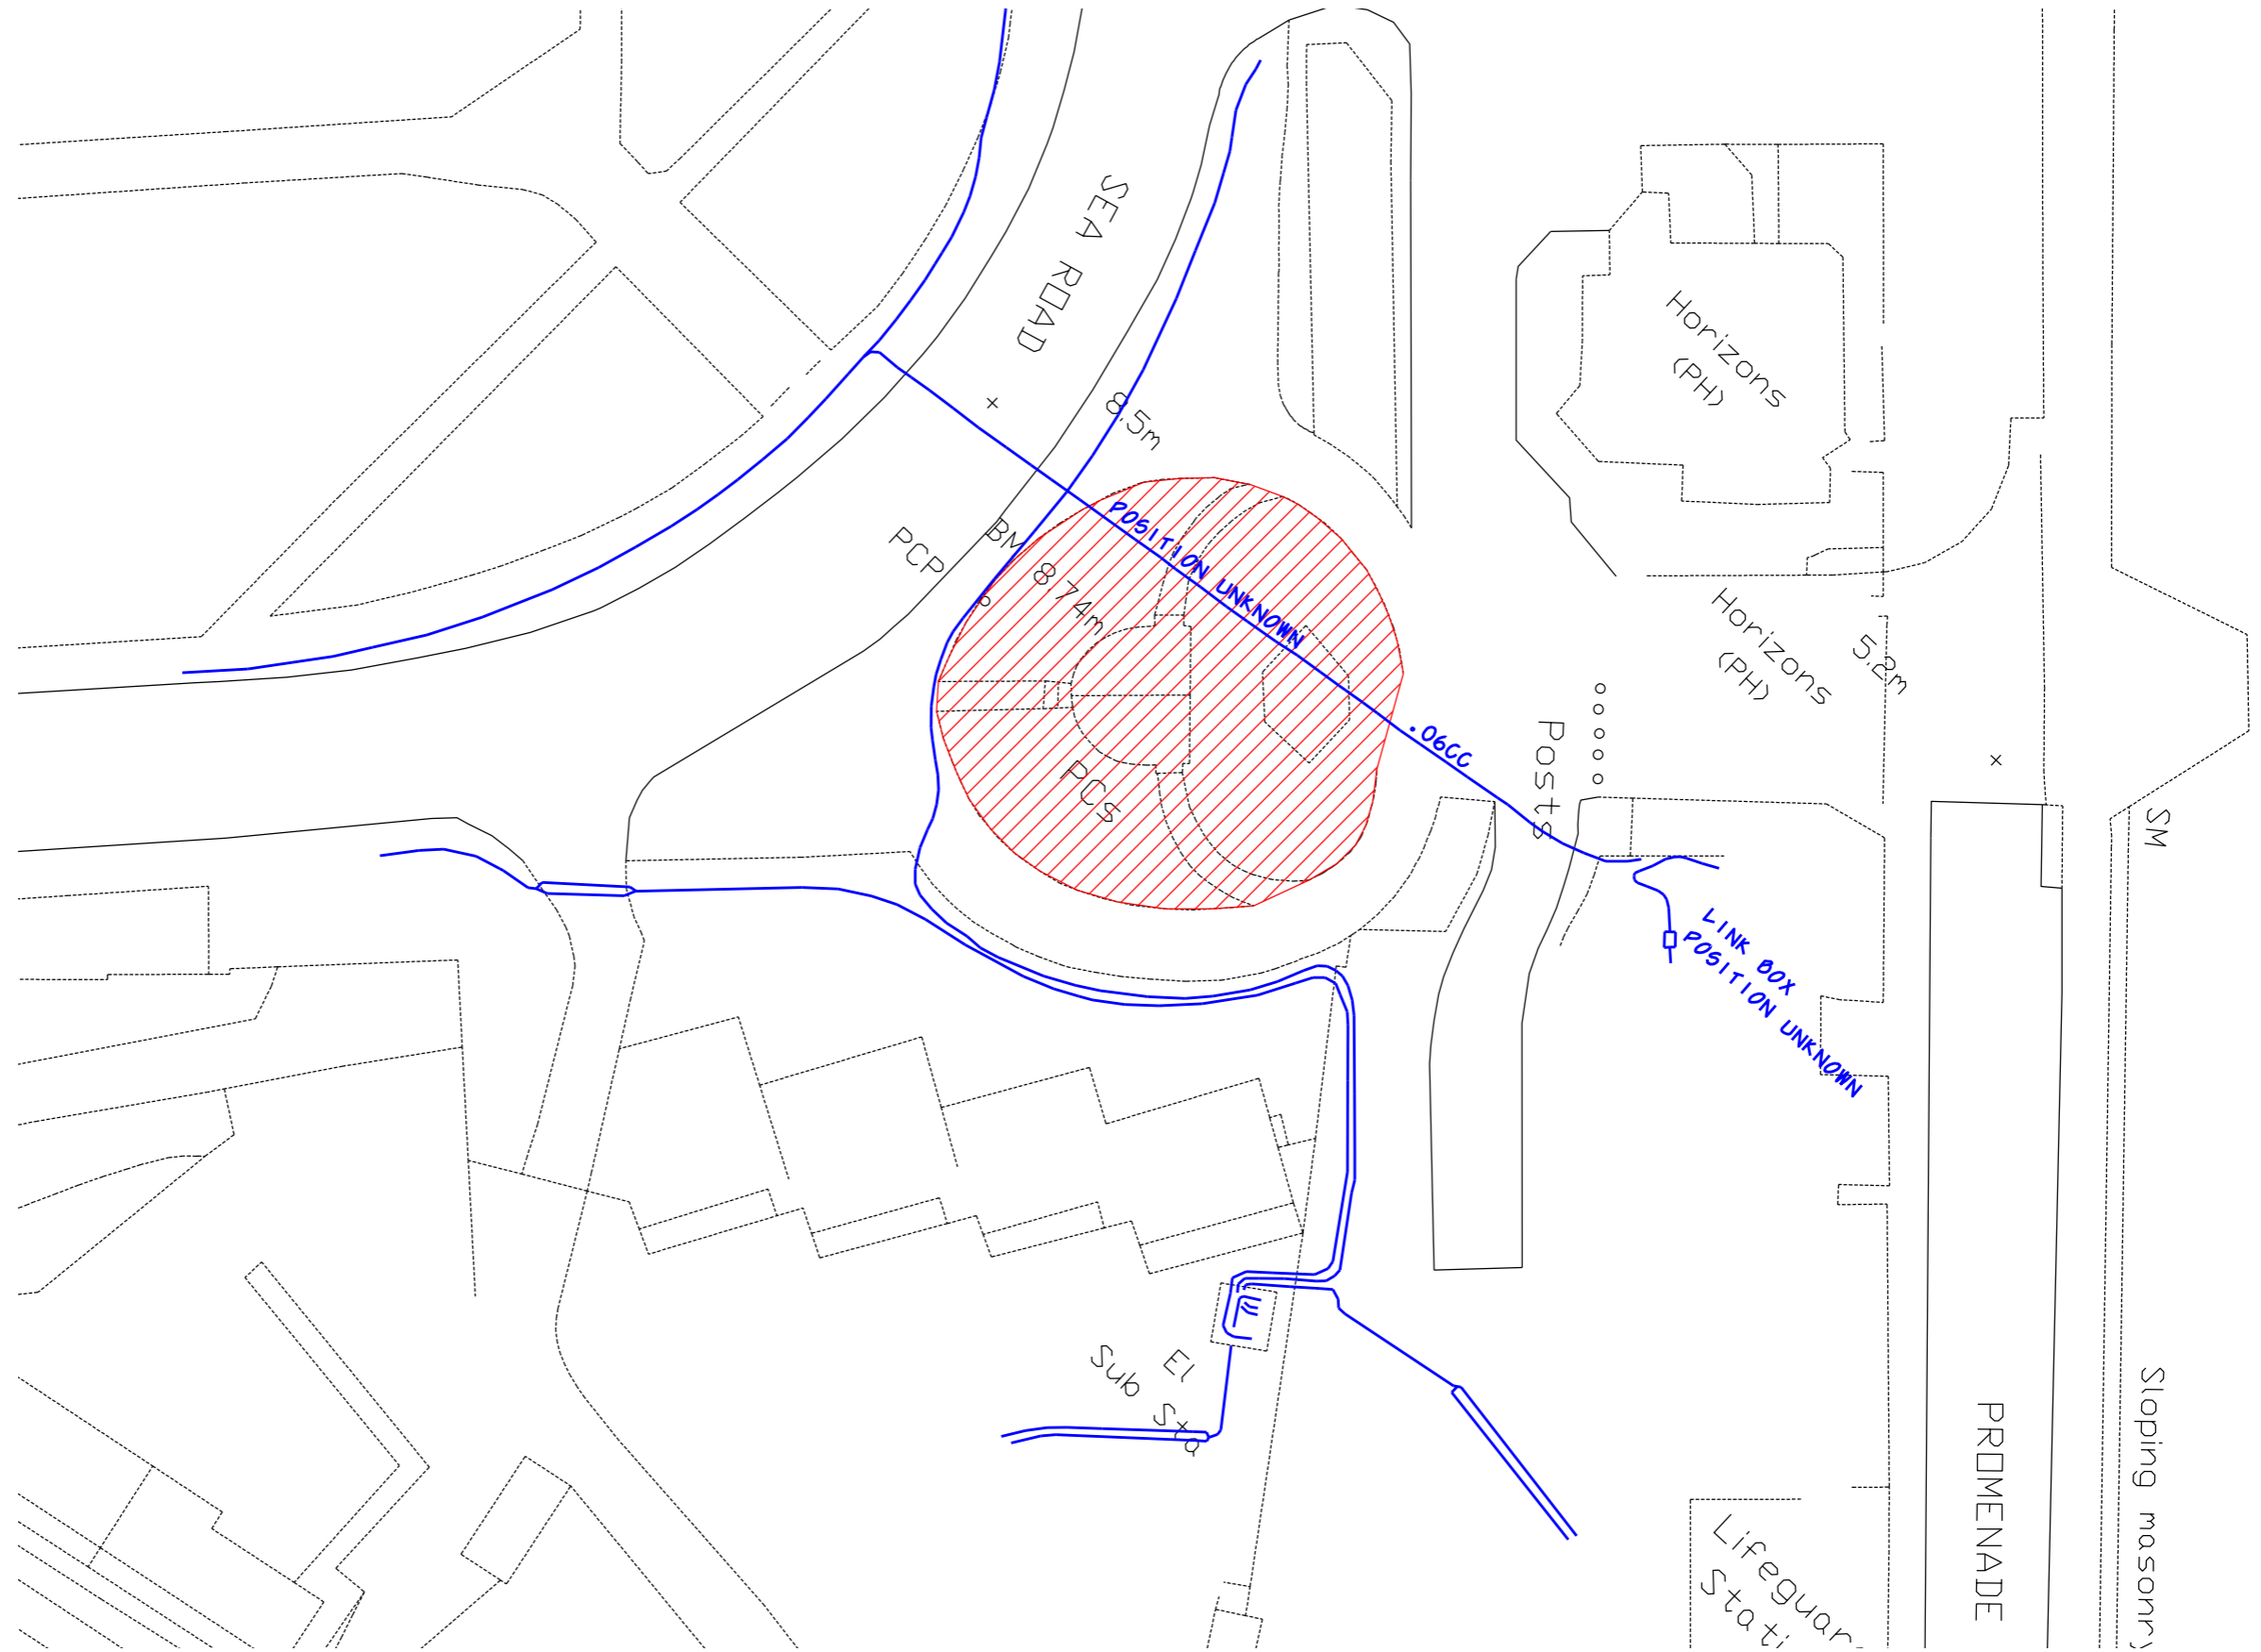 SEA ROAD
8.5m
Horizons
(PH)
POSITION UNKNOWN
PCP
BM
8.74m
Horizons
(PH)
5.2m
.06CC
Posts
PCS
SM
LINK BOX
POSITION UNKNOWN
El
Sub Sta
PROMENADE
Sloping masonry
Lifeguar
Stati